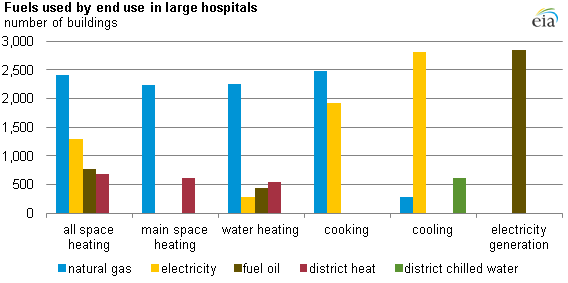 Fuels used by end use in large hospitals
number of buildings
eia
3,000
2,500
2,000
1,500
1,000
500
0
all space heating
main space heating
water heating
cooking
cooling
electricity generation
natural gas electricity fuel oil district heat district chilled water